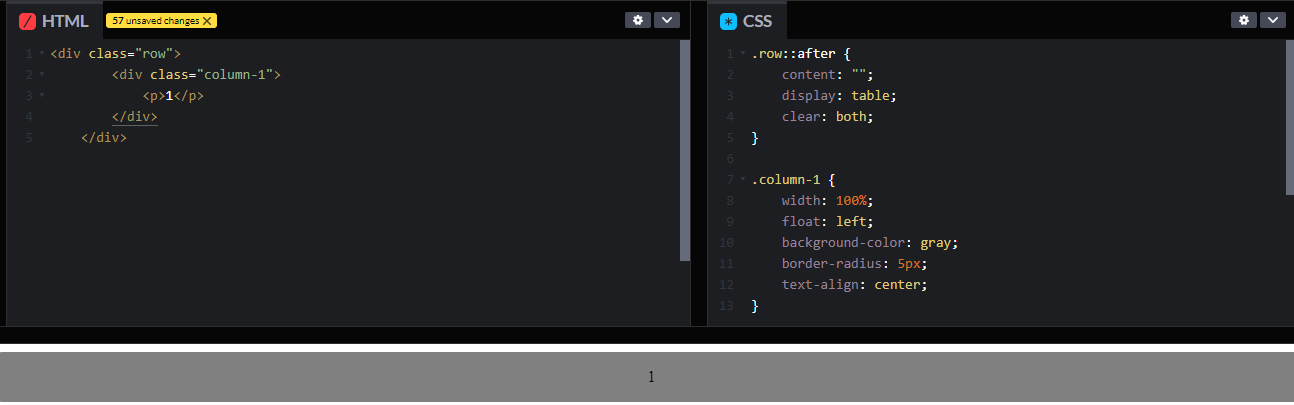 HTML 57 unsaved changes X
1 <div class="row">
2 <div class="column-1">
3 <p>1</p>
4 </div>
5 </div>
* CSS
1 .row::after {
2 content: "";
3 display: table;
4 clear: both;
5 }
6
7 .column-1 {
8 width: 100%;
9 float: left;
10 background-color: gray;
11 border-radius: 5px;
12 text-align: center;
13 }
1